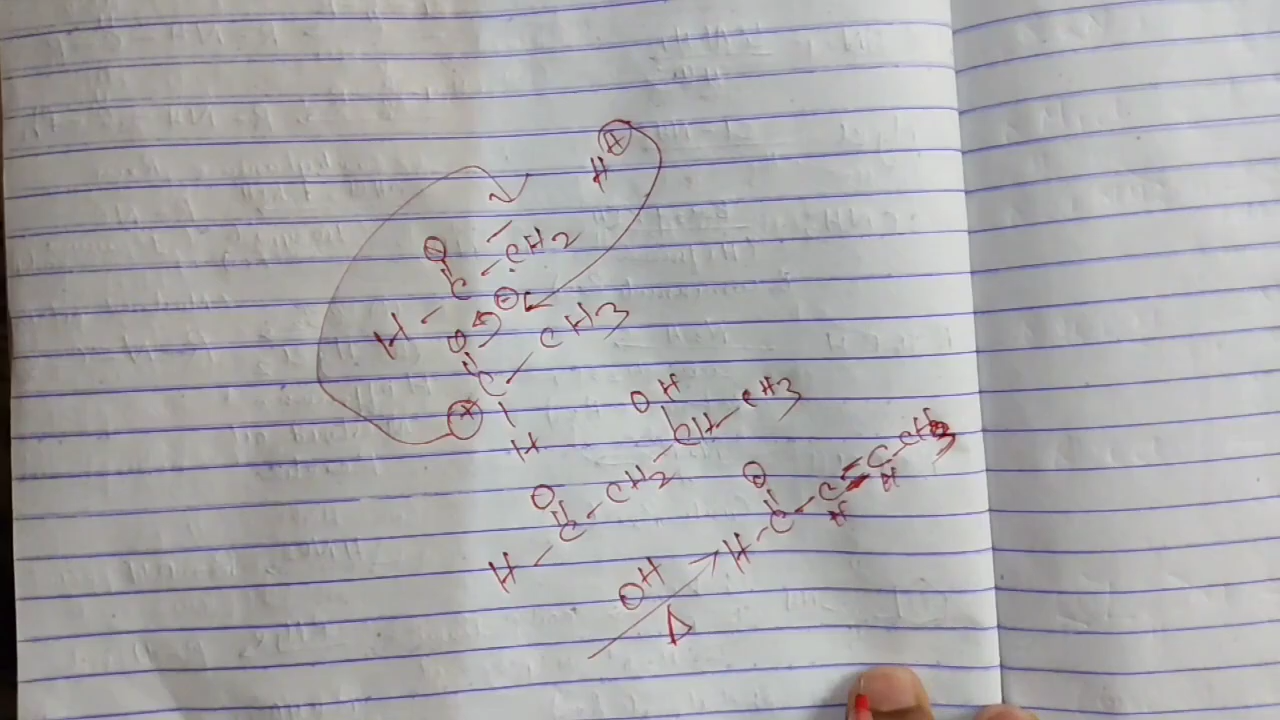 H ⊕
O
H - C - CH2
⊖
O = C - CH3
⊕ H
OH
H - C - CH2 - CH - CH3
O
OH
Δ
O
H - C - C = C - CH3
H H